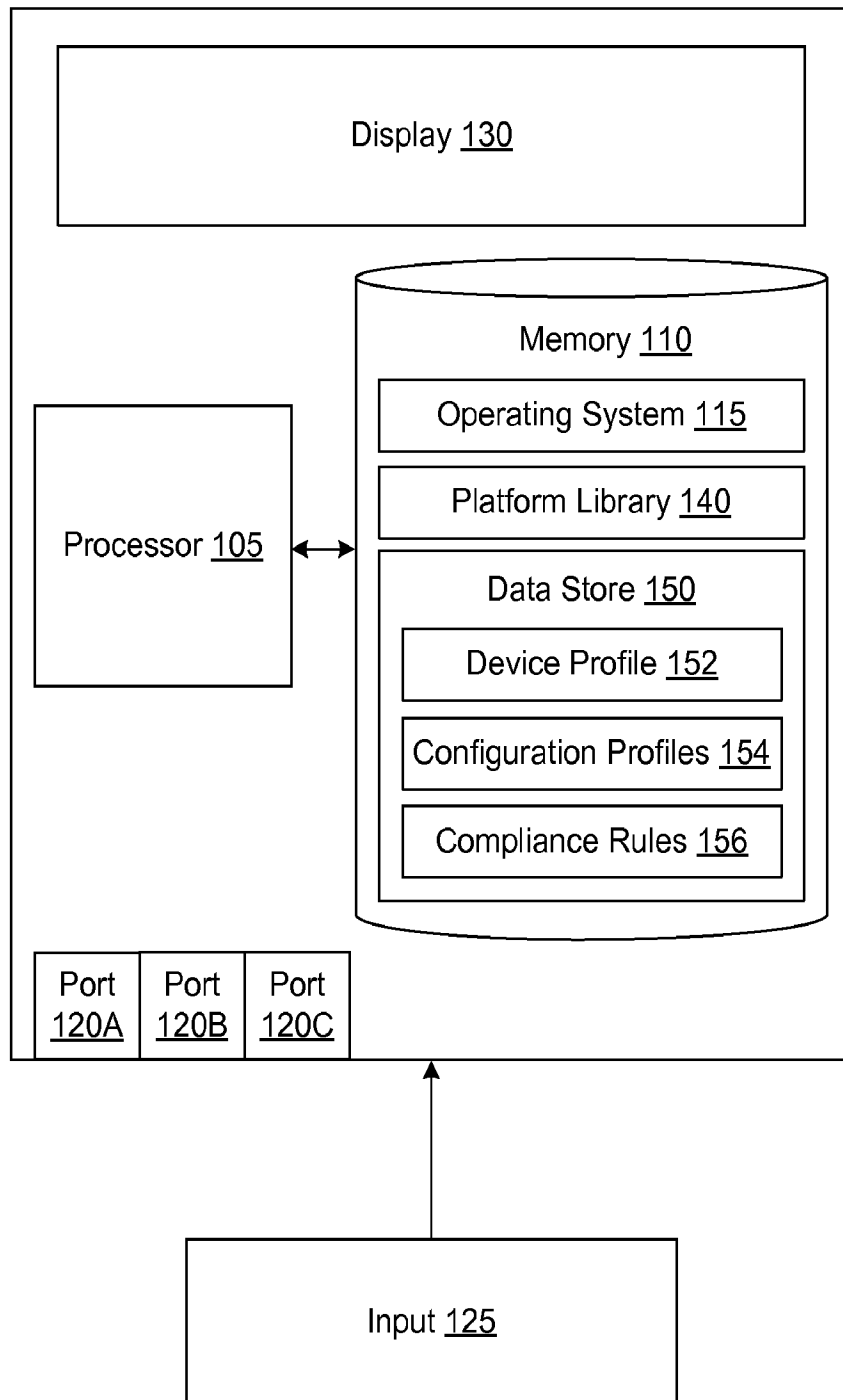 Display 130
Memory 110
Operating System 115
Platform Library 140
Processor 105
Data Store 150
Device Profile 152
Configuration Profiles 154
Compliance Rules 156
Port
120A
Port
120B
Port
120C
Input 125